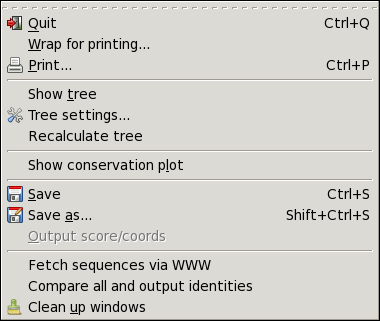 Quit Ctrl+Q
Wrap for printing...
Print... Ctrl+P
Show tree
Tree settings...
Recalculate tree
Show conservation plot
Save Ctrl+S
Save as... Shift+Ctrl+S
Output score/coords
Fetch sequences via WWW
Compare all and output identities
Clean up windows